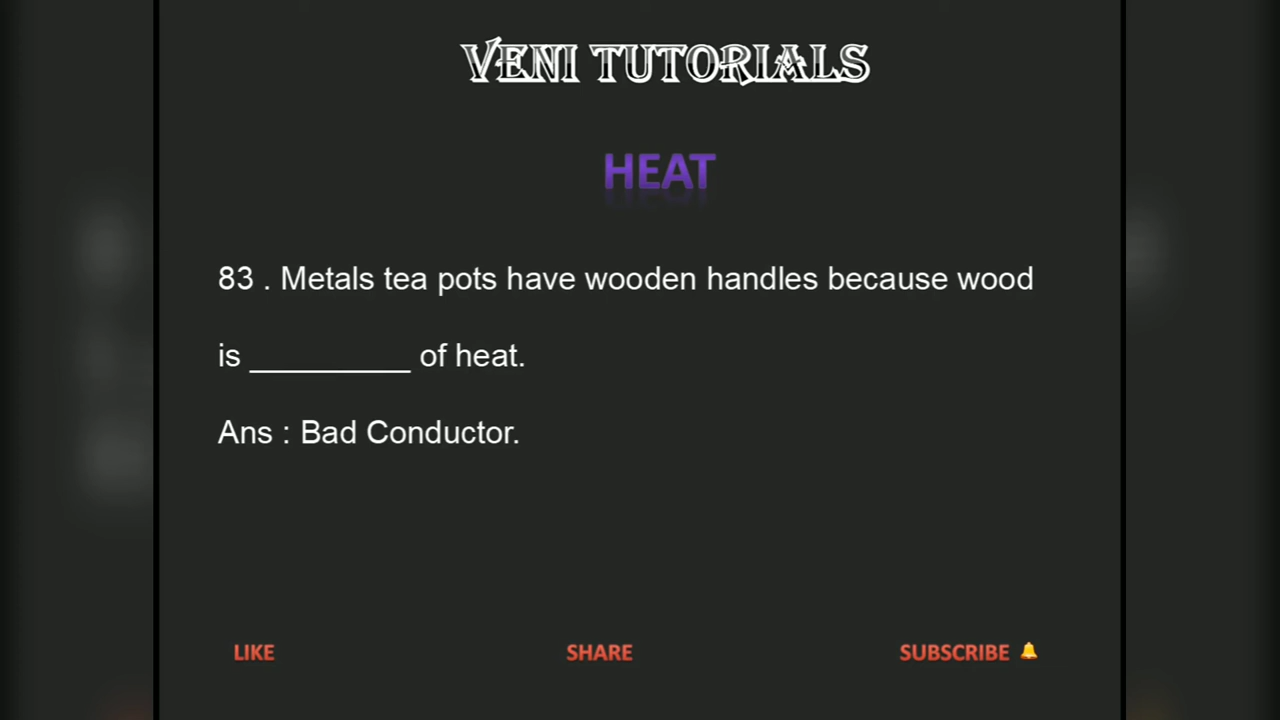 VENI TUTORIALS
HEAT
83 . Metals tea pots have wooden handles because wood
is __________ of heat.
Ans : Bad Conductor.
LIKE SHARE SUBSCRIBE 🔔